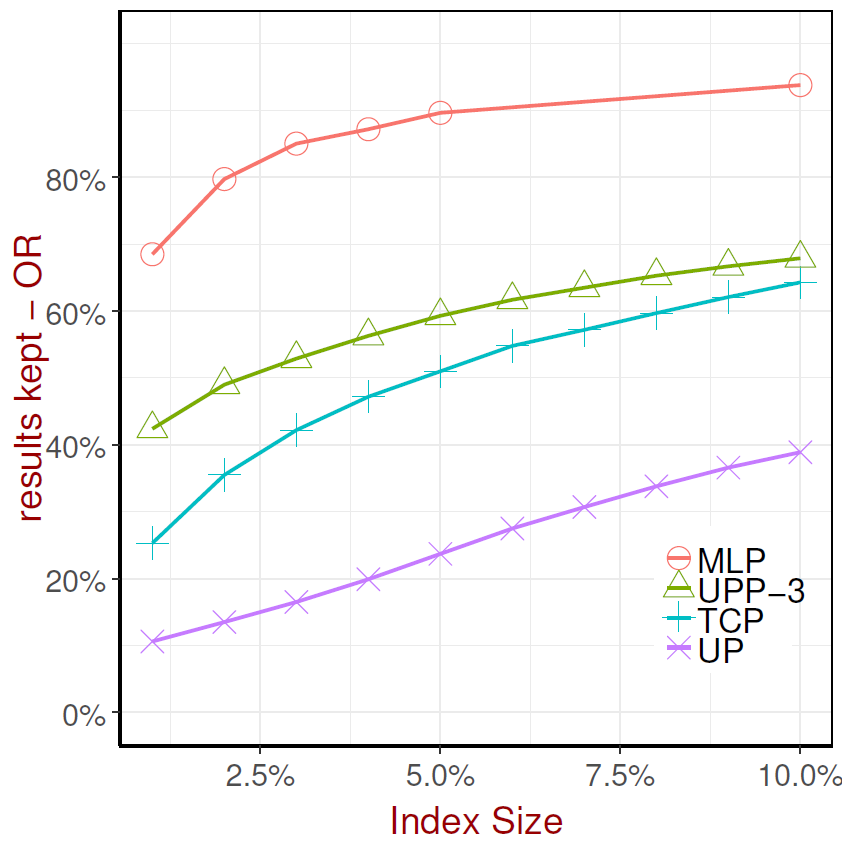 results kept – OR
80%
60%
40%
20%
0%
MLP
UPP−3
TCP
UP
2.5%
5.0%
7.5%
10.0%
Index Size